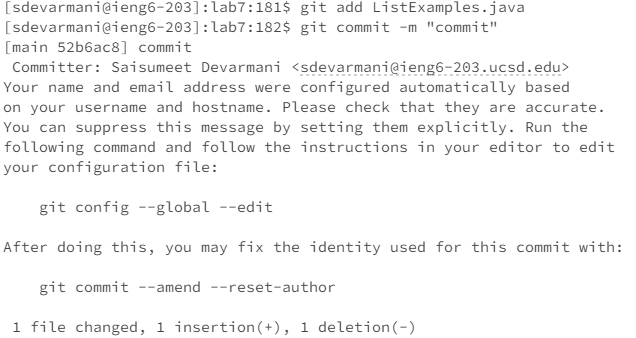 [sdevarmani@ieng6-203]:lab7:181$ git add ListExamples.java
[sdevarmani@ieng6-203]:lab7:182$ git commit -m "commit"
[main 52b6ac8] commit
 Committer: Saisumeet Devarmani <sdevarmani@ieng6-203.ucsd.edu>
Your name and email address were configured automatically based
on your username and hostname. Please check that they are accurate.
You can suppress this message by setting them explicitly. Run the
following command and follow the instructions in your editor to edit
your configuration file:

    git config --global --edit

After doing this, you may fix the identity used for this commit with:

    git commit --amend --reset-author

 1 file changed, 1 insertion(+), 1 deletion(-)